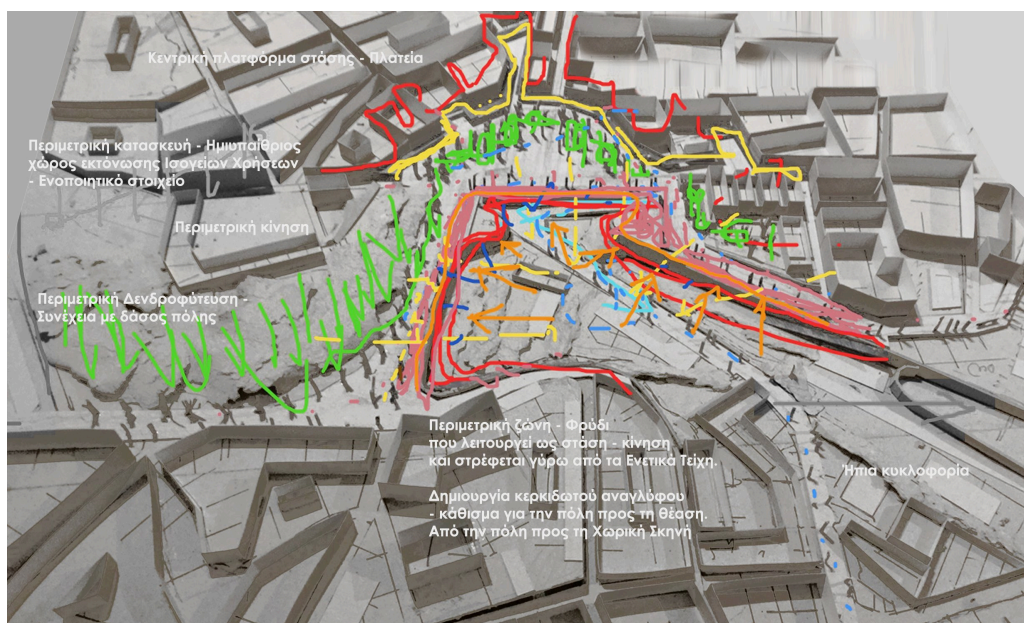 Κεντρική πλατφόρμα στάσης - Πλατεία
Περιμετρική κατασκευή - Ημιυπαίθριος
χώρος εκτόνωσης Ισογείων Χρήσεων
- Ενοποιητικό στοιχείο
Περιμετρική κίνηση
Περιμετρική Δενδροφύτευση -
Συνέχεια με δάσος πόλης
Περιμετρική ζώνη - Φρύδι
που λειτουργεί ως στάση - κίνηση
και στρέφεται γύρω από τα Ενετικά Τείχη.
Δημιουργία κερκιδωτού αναγλύφου
- κάθισμα για την πόλη προς τη θέαση.
Από την πόλη προς τη Χωρική Σκηνή
Ήπια κυκλοφορία